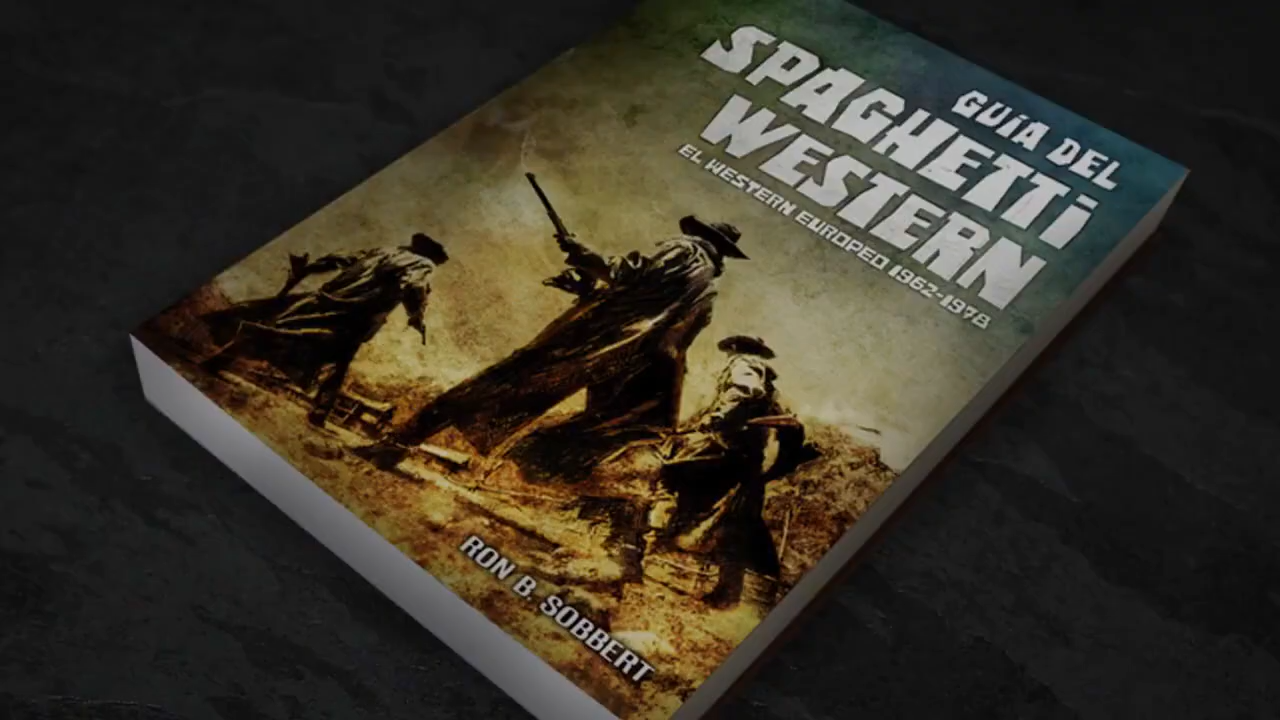 GUÍA DEL
SPAGHETTI
WESTERN
EL WESTERN EUROPEO 1962-1978
RON B. SOBBERT